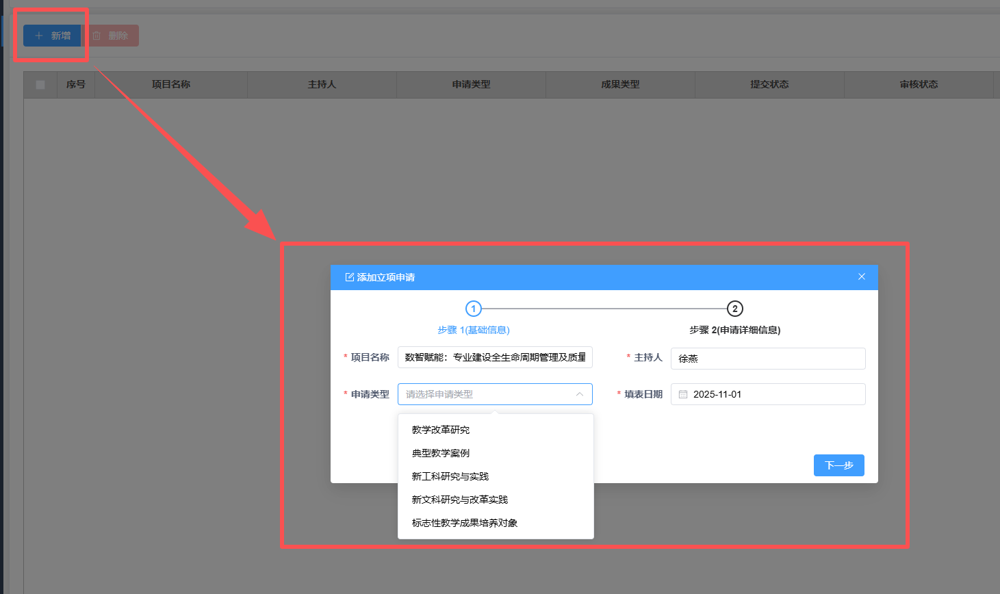 新增 删除
序号 项目名称 主持人 申请类型 成果类型 提交状态 审核状态
添加立项申请
1 2
步骤 1(基础信息) 步骤 2(申请详细信息)
* 项目名称 数智赋能：专业建设全生命周期管理及质量 * 主持人 徐燕
* 申请类型 请选择申请类型 * 填表日期 2025-11-01
教学改革研究
典型教学案例
下一步
新工科研究与实践
新文科研究与改革实践
标志性教学成果培养对象